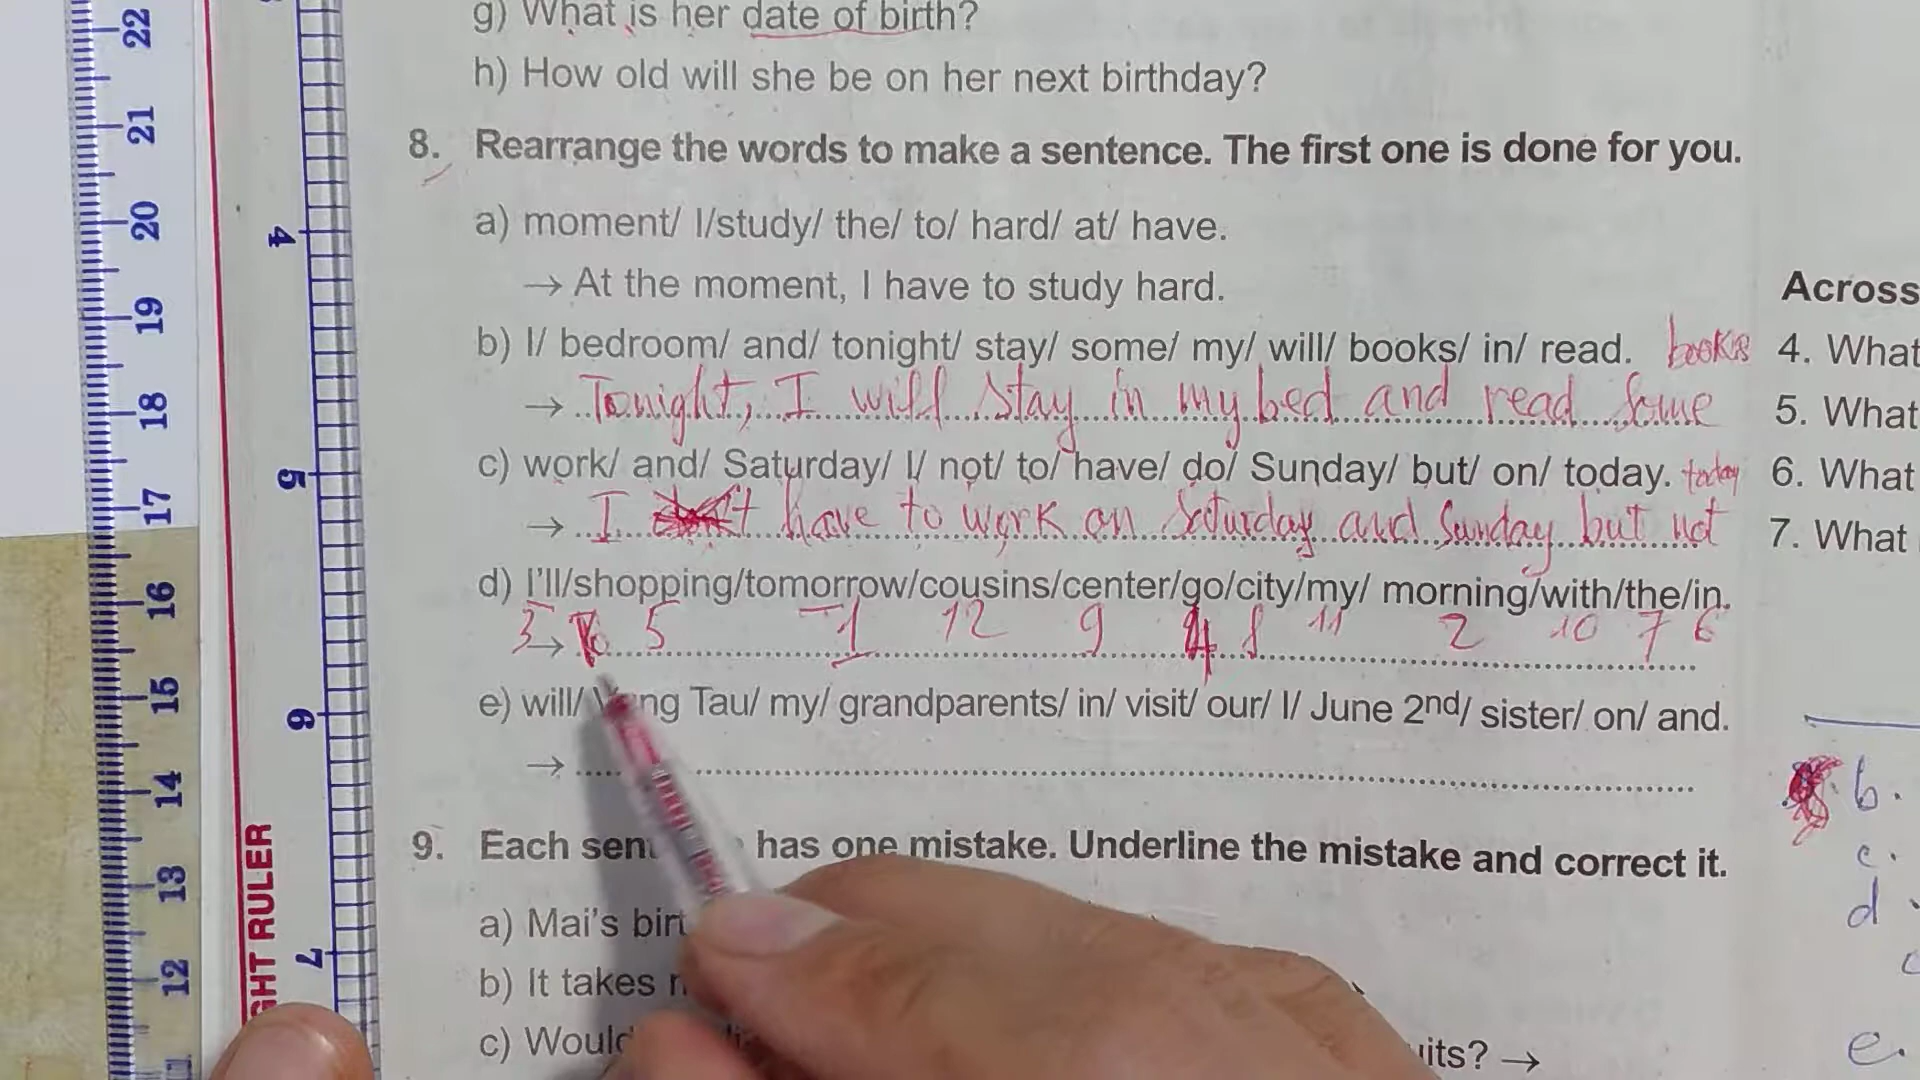 g) What is her date of birth?
h) How old will she be on her next birthday?
8. Rearrange the words to make a sentence. The first one is done for you.
a) moment/ I/study/ the/ to/ hard/ at/ have.
→ At the moment, I have to study hard.
b) I/ bedroom/ and/ tonight/ stay/ some/ my/ will/ books/ in/ read. books
→ Tonight, I will stay in my bed and read some
c) work/ and/ Saturday/ I/ not/ to/ have/ do/ Sunday/ but/ on/ today. today
→ I have to work on Saturday and Sunday but not
d) I'll/shopping/tomorrow/cousins/center/go/city/my/ morning/with/the/in.
3 → 5 1 12 9 4 8 11 2 10 7 6
e) will/ ng Tau/ my/ grandparents/ in/ visit/ our/ I/ June 2nd/ sister/ on/ and.
→
9. Each has one mistake. Underline the mistake and correct it.
a) Mai's
b) It takes
c)
→
Across
4. What
5. What
6. What
7. What
b.
c.
d
e.
22
21
20
19
18
17
16
15
14
13
12
4
5
6
7
GHT RULER